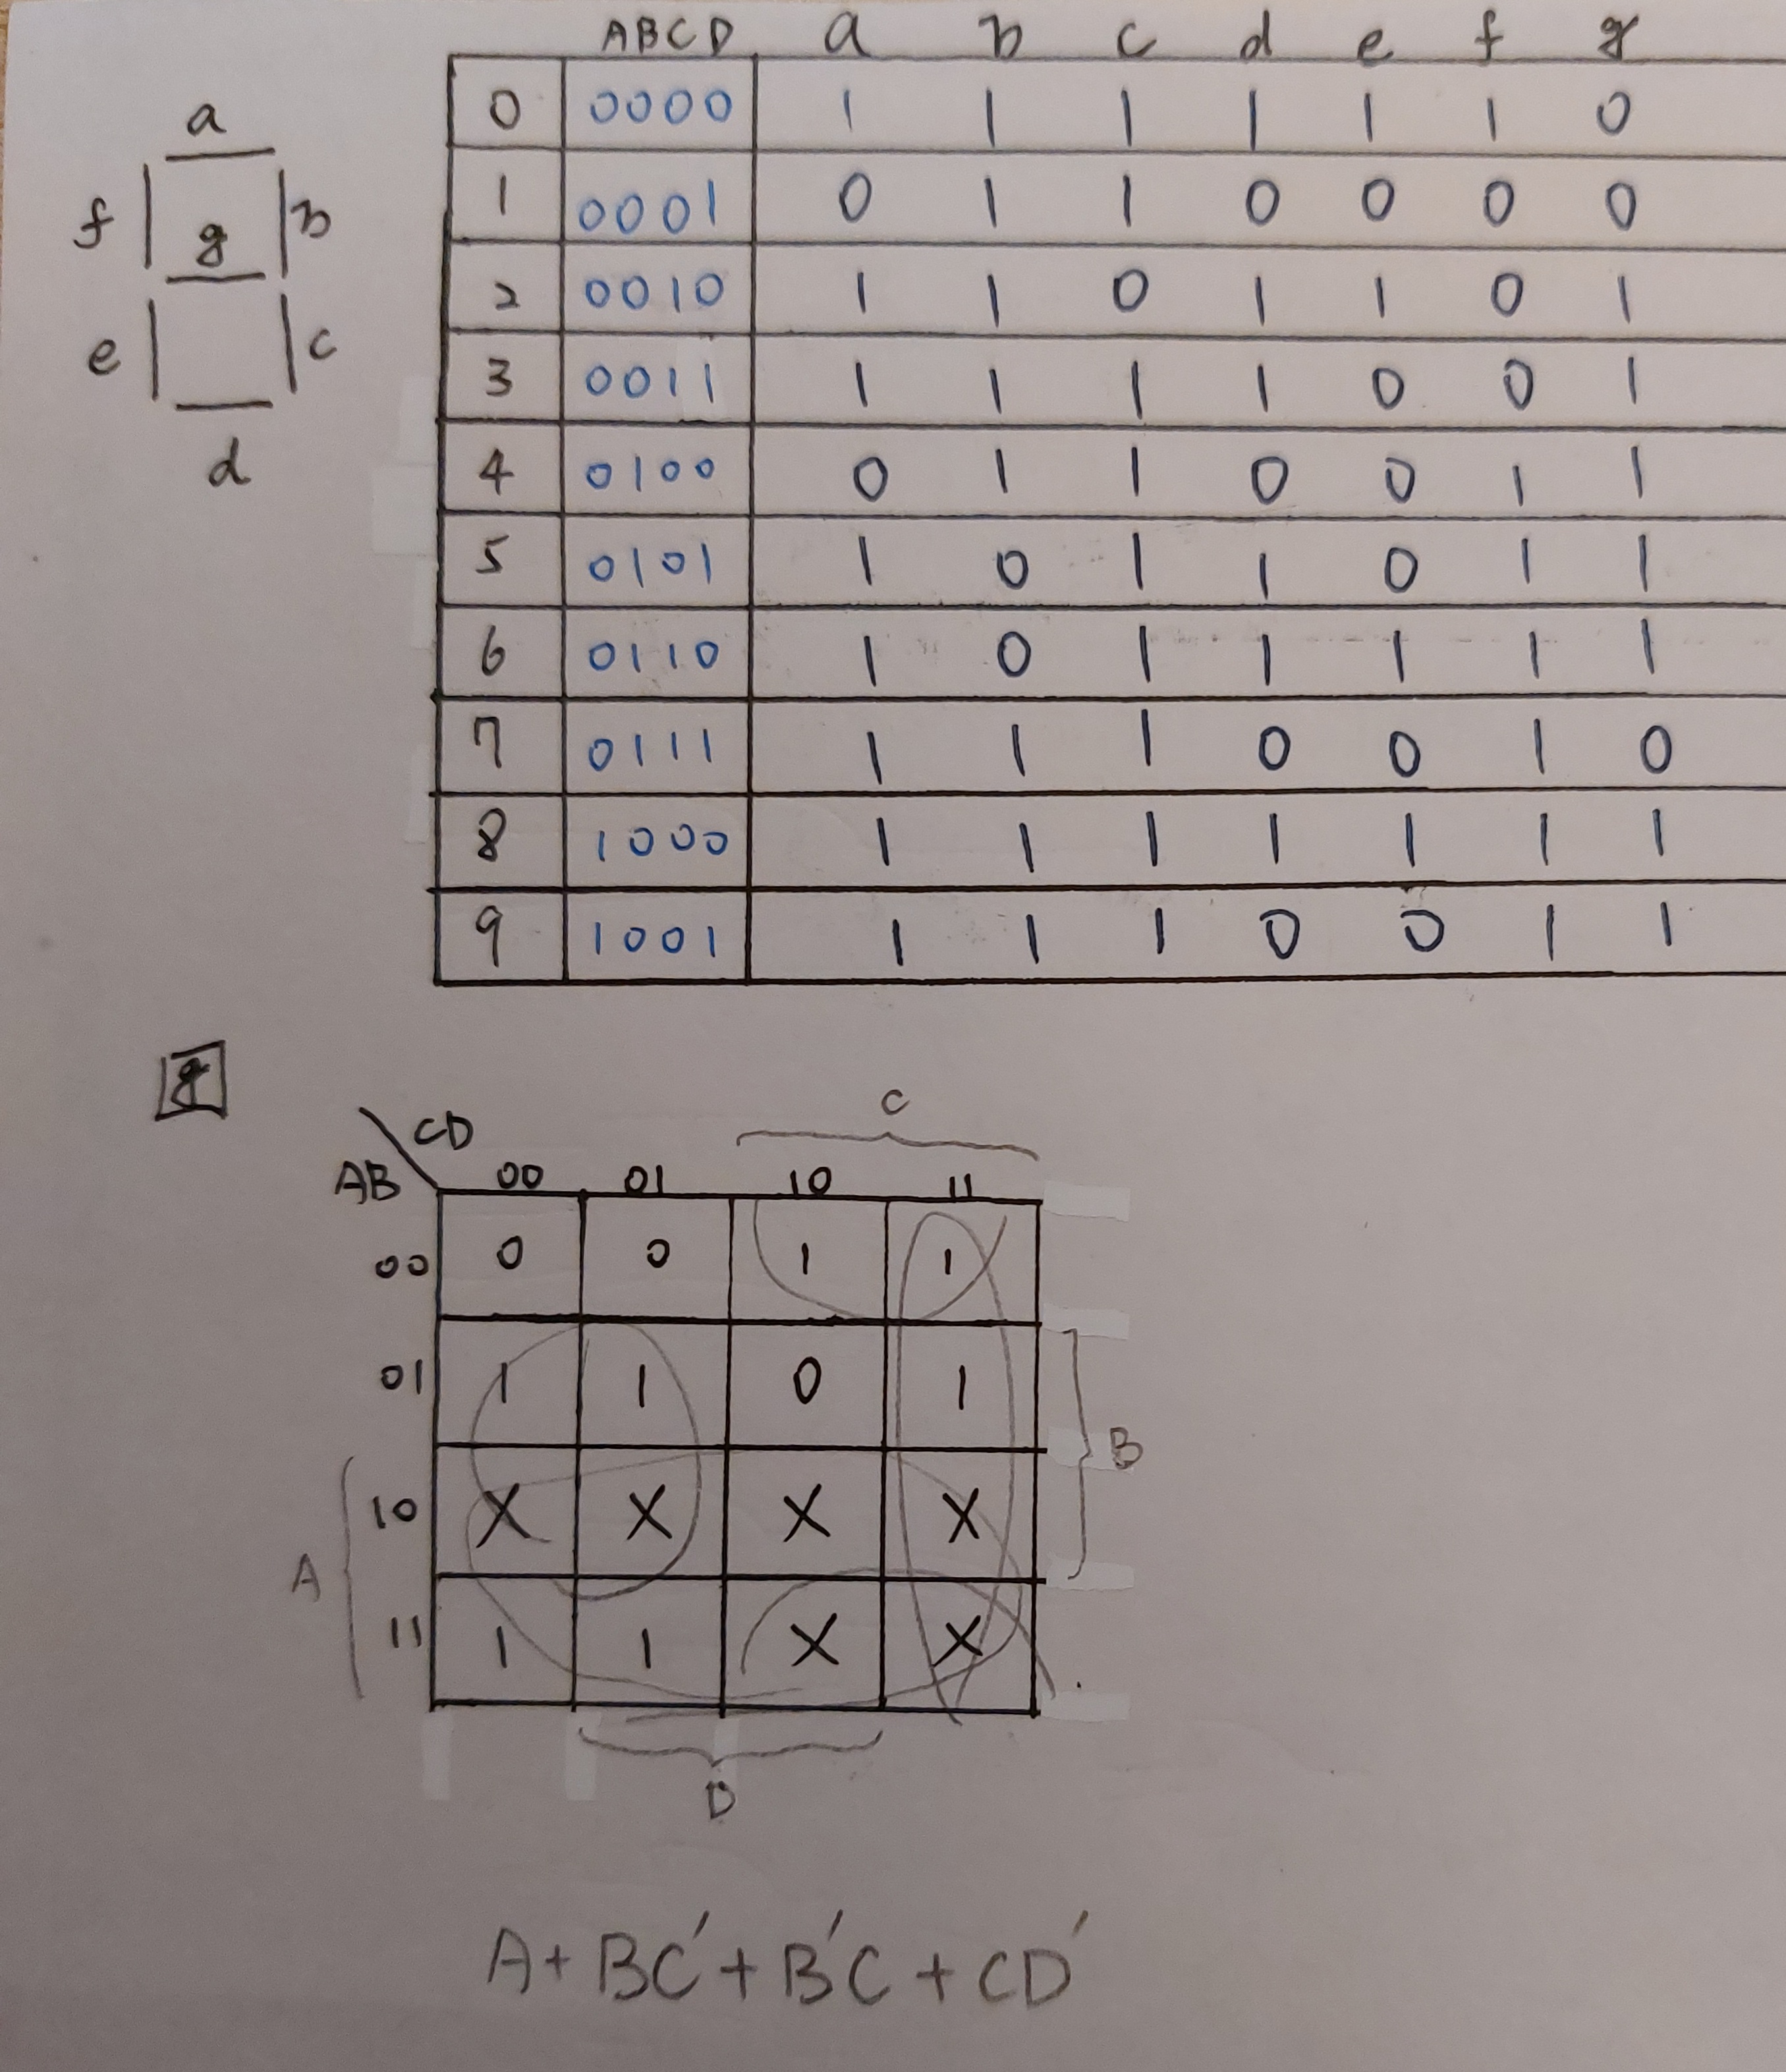 ABCD a b c d e f g
0 0000 1 1 1 1 1 1 0
1 0001 0 1 1 0 0 0 0
2 0010 1 1 0 1 1 0 1
3 0011 1 1 1 1 0 0 1
4 0100 0 1 1 0 0 1 1
5 0101 1 0 1 1 0 1 1
6 0110 1 0 1 1 1 1 1
7 0111 1 1 1 0 0 1 0
8 1000 1 1 1 1 1 1 1
9 1001 1 1 1 0 0 1 1
a
f g b
e c
d
g
C
CD
AB 00 01 10 11
00 0 0 1 1
01 1 1 0 1
B
10 X X X X
A
11 1 1 X X
D
A+BC'+B'C+CD'